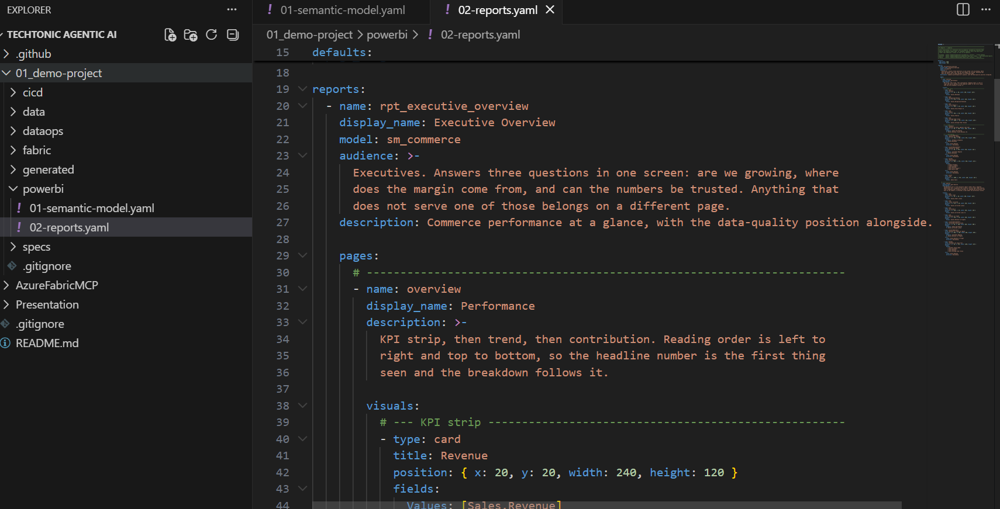 EXPLORER
TECHTONIC AGENTIC AI
.github
01_demo-project
cicd
data
dataops
fabric
generated
powerbi
! 01-semantic-model.yaml
! 02-reports.yaml
specs
.gitignore
AzureFabricMCP
Presentation
.gitignore
README.md
! 01-semantic-model.yaml
! 02-reports.yaml
01_demo-project > powerbi > ! 02-reports.yaml
15 defaults:
18
19 reports:
20 - name: rpt_executive_overview
21 display_name: Executive Overview
22 model: sm_commerce
23 audience: >-
24 Executives. Answers three questions in one screen: are we growing, where
25 does the margin come from, and can the numbers be trusted. Anything that
26 does not serve one of those belongs on a different page.
27 description: Commerce performance at a glance, with the data-quality position alongside.
28
29 pages:
30 # -----------------------------------------------------------------------
31 - name: overview
32 display_name: Performance
33 description: >-
34 KPI strip, then trend, then contribution. Reading order is left to
35 right and top to bottom, so the headline number is the first thing
36 seen and the breakdown follows it.
37
38 visuals:
39 # --- KPI strip -----------------------------------------------------
40 - type: card
41 title: Revenue
42 position: { x: 20, y: 20, width: 240, height: 120 }
43 fields:
44 Values: [Sales.Revenue]